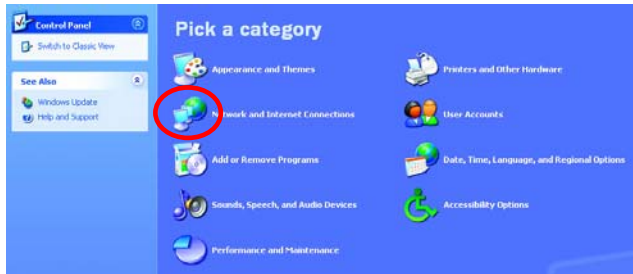 Control Panel
Switch to Classic View
See Also
Windows Update
Help and Support
Pick a category
Appearance and Themes
Printers and Other Hardware
Network and Internet Connections
User Accounts
Add or Remove Programs
Date, Time, Language, and Regional Options
Sounds, Speech, and Audio Devices
Accessibility Options
Performance and Maintenance